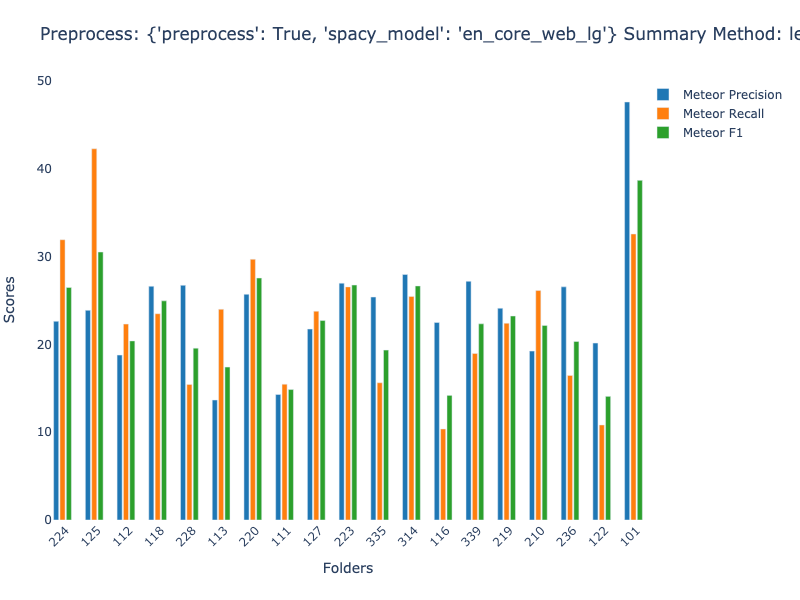 Preprocess: {'preprocess': True, 'spacy_model': 'en_core_web_lg'} Summary Method: le
Meteor Precision
Meteor Recall
Meteor F1
Scores
50
40
30
20
10
0
224 125 112 118 228 113 220 111 127 223 335 314 116 339 219 210 236 122 101
Folders